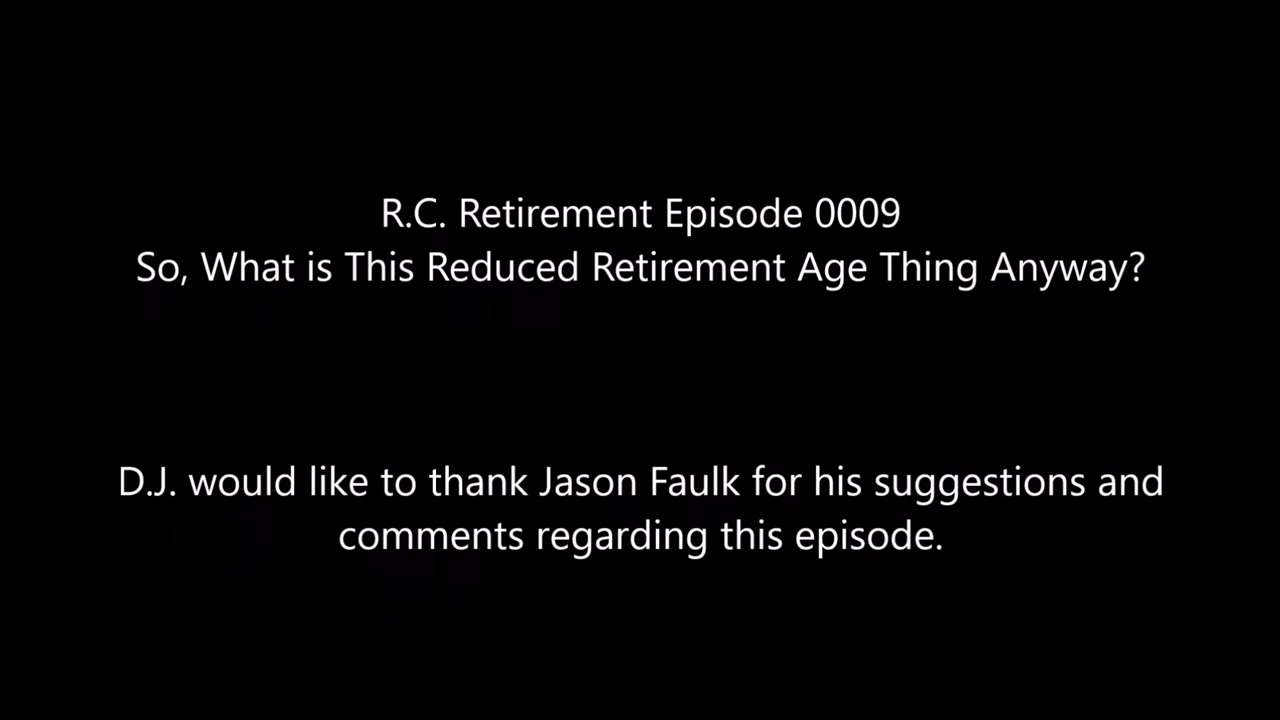 R.C. Retirement Episode 0009
So, What is This Reduced Retirement Age Thing Anyway?
D.J. would like to thank Jason Faulk for his suggestions and
comments regarding this episode.